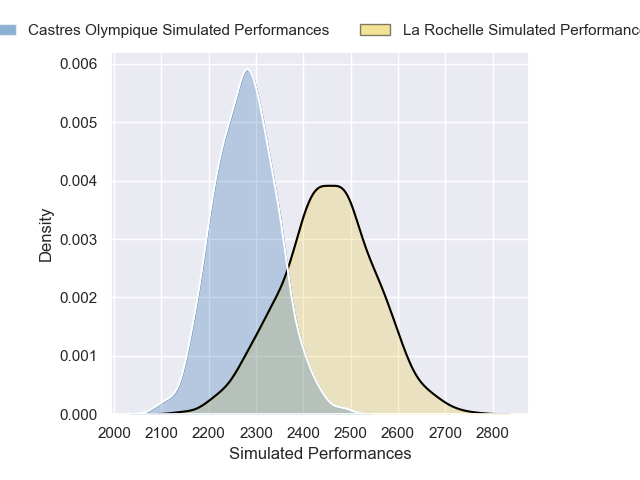 Castres Olympique Simulated Performances
La Rochelle Simulated Performanc
0.006
0.005
0.004
0.003
0.002
0.001
0.000
Density
2000 2100 2200 2300 2400 2500 2600 2700 2800
Simulated Performances